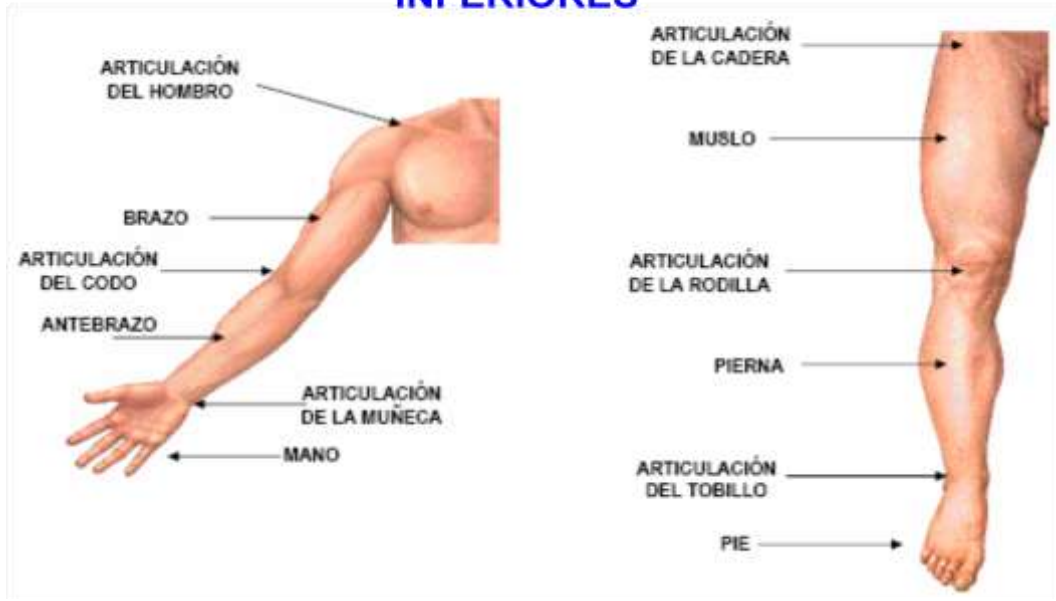 INFERIORES
ARTICULACIÓN
DEL HOMBRO
BRAZO
ARTICULACIÓN
DEL CODO
ANTEBRAZO
ARTICULACIÓN
DE LA MUÑECA
MANO
ARTICULACIÓN
DE LA CADERA
MUSLO
ARTICULACIÓN
DE LA RODILLA
PIERNA
ARTICULACIÓN
DEL TOBILLO
PIE